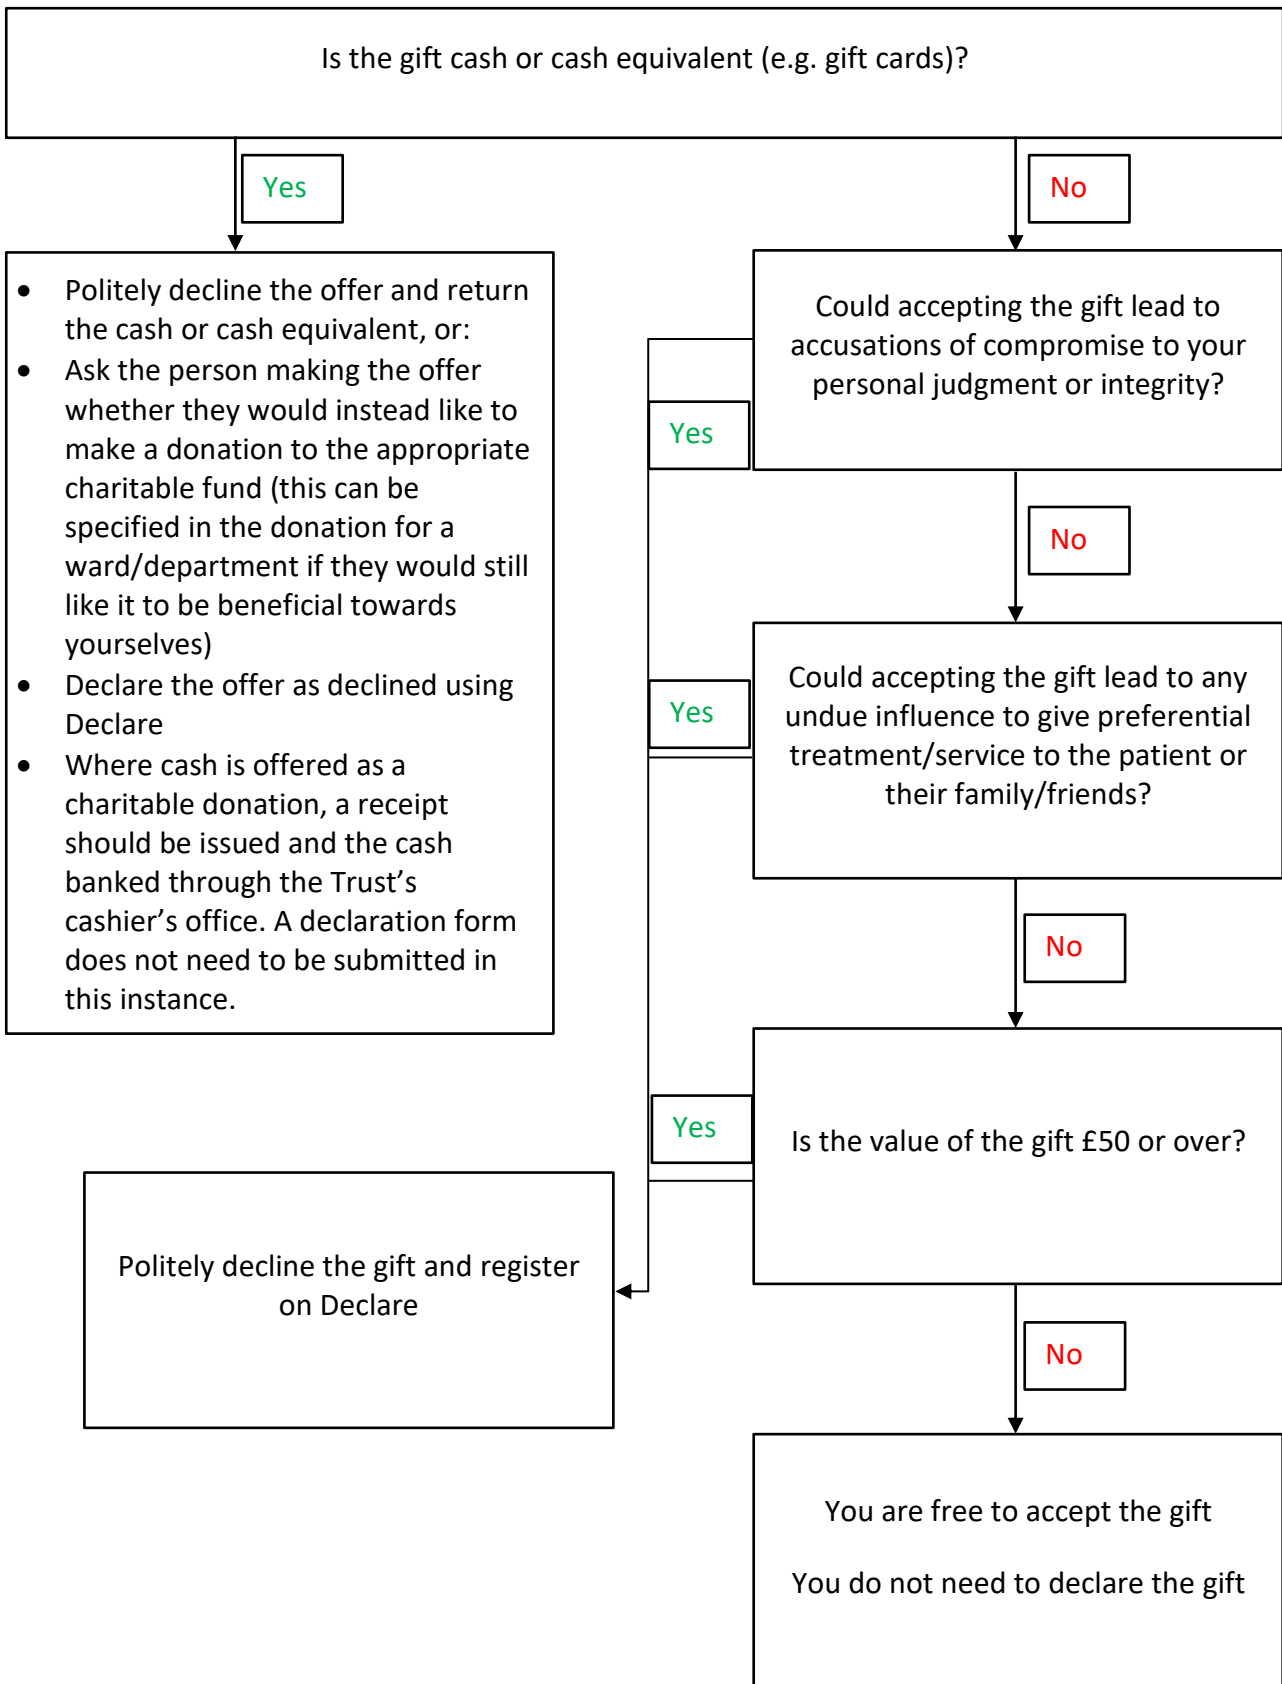 Is the gift cash or cash equivalent (e.g. gift cards)?
Yes
No
• Politely decline the offer and return
the cash or cash equivalent, or:
• Ask the person making the offer
whether they would instead like to
make a donation to the appropriate
charitable fund (this can be
specified in the donation for a
ward/department if they would still
like it to be beneficial towards
yourselves)
• Declare the offer as declined using
Declare
• Where cash is offered as a
charitable donation, a receipt
should be issued and the cash
banked through the Trust’s
cashier’s office. A declaration form
does not need to be submitted in
this instance.
Could accepting the gift lead to
accusations of compromise to your
personal judgment or integrity?
Yes
No
Could accepting the gift lead to any
undue influence to give preferential
treatment/service to the patient or
their family/friends?
Yes
No
Is the value of the gift £50 or over?
Yes
Politely decline the gift and register
on Declare
No
You are free to accept the gift
You do not need to declare the gift